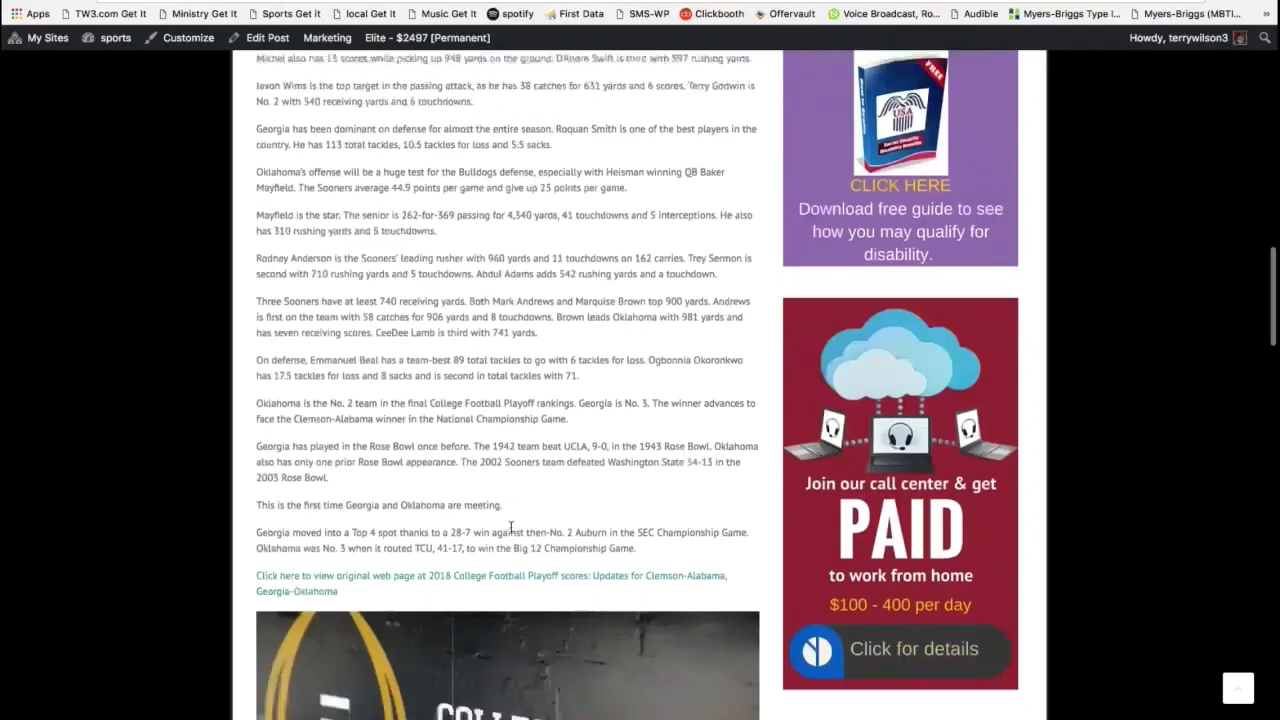 Apps TW3.com Get It Ministry Get It Sports Get It local Get It Music Get It spotify First Data SMS-WP Clickbooth Offervault Voice Broadcast, Ro... Audible Myers-Briggs Type I... Myers-Briggs (MBTI... »
My Sites sports Customize Edit Post Marketing Elite - $2497 [Permanent] Howdy, terrywilson3
Michel also has 13 scores while picking up 948 yards on the ground. D'Andre Swift is third with 597 rushing yards.
Javon Wims is the top target in the passing attack, as he has 38 catches for 631 yards and 6 scores. Terry Godwin is
No. 2 with 540 receiving yards and 6 touchdowns.
Georgia has been dominant on defense for almost the entire season. Roquan Smith is one of the best players in the
country. He has 113 total tackles, 10.5 tackles for loss and 5.5 sacks.
Oklahoma's offense will be a huge test for the Bulldogs defense, especially with Heisman winning QB Baker
Mayfield. The Sooners average 44.9 points per game and give up 25 points per game.
Mayfield is the star. The senior is 262-for-369 passing for 4,340 yards, 41 touchdowns and 5 interceptions. He also
has 310 rushing yards and 5 touchdowns.
Rodney Anderson is the Sooners' leading rusher with 960 yards and 11 touchdowns on 162 carries. Trey Sermon is
second with 710 rushing yards and 5 touchdowns. Abdul Adams adds 542 rushing yards and a touchdown.
Three Sooners have at least 740 receiving yards. Both Mark Andrews and Marquise Brown top 900 yards. Andrews
is first on the team with 58 catches for 906 yards and 8 touchdowns. Brown leads Oklahoma with 981 yards and
has seven receiving scores. CeeDee Lamb is third with 741 yards.
On defense, Emmanuel Beal has a team-best 89 total tackles to go with 6 tackles for loss. Ogbonnia Okoronkwo
has 17.5 tackles for loss and 8 sacks and is second in total tackles with 71.
Oklahoma is the No. 2 team in the final College Football Playoff rankings. Georgia is No. 3. The winner advances to
face the Clemson-Alabama winner in the National Championship Game.
Georgia has played in the Rose Bowl once before. The 1942 team beat UCLA, 9-0, in the 1943 Rose Bowl. Oklahoma
also has only one prior Rose Bowl appearance. The 2002 Sooners team defeated Washington State 34-13 in the
2003 Rose Bowl.
This is the first time Georgia and Oklahoma are meeting.
Georgia moved into a Top 4 spot thanks to a 28-7 win against then-No. 2 Auburn in the SEC Championship Game.
Oklahoma was No. 3 when it routed TCU, 41-17, to win the Big 12 Championship Game.
Click here to view original web page at 2018 College Football Playoff scores: Updates for Clemson-Alabama,
Georgia-Oklahoma
FREE
USA
CLICK HERE
Download free guide to see
how you may qualify for
disability.
Join our call center & get
PAID
to work from home
$100 - 400 per day
Click for details